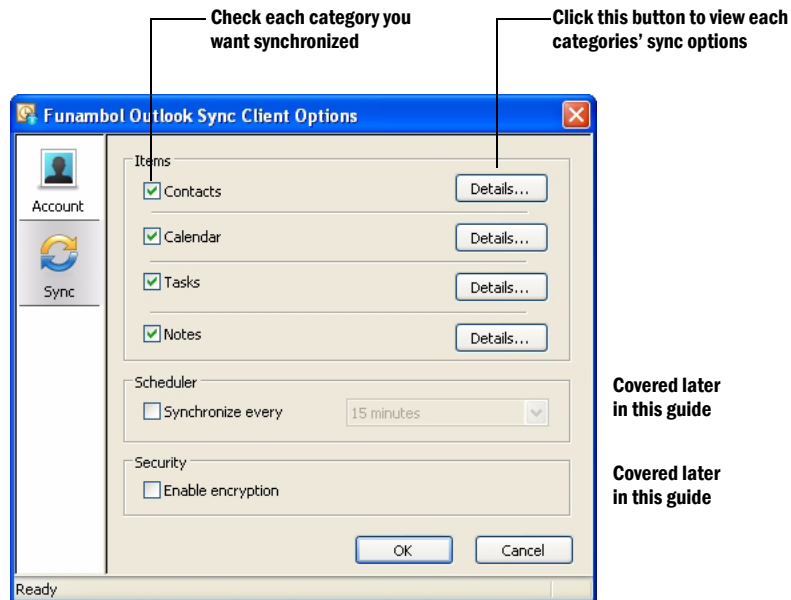 Check each category you
want synchronized
Click this button to view each
categories' sync options
Funambol Outlook Sync Client Options
Account
Sync
Items
Contacts
Details...
Calendar
Details...
Tasks
Details...
Notes
Details...
Scheduler
Synchronize every
15 minutes
Covered later
in this guide
Security
Enable encryption
Covered later
in this guide
OK
Cancel
Ready